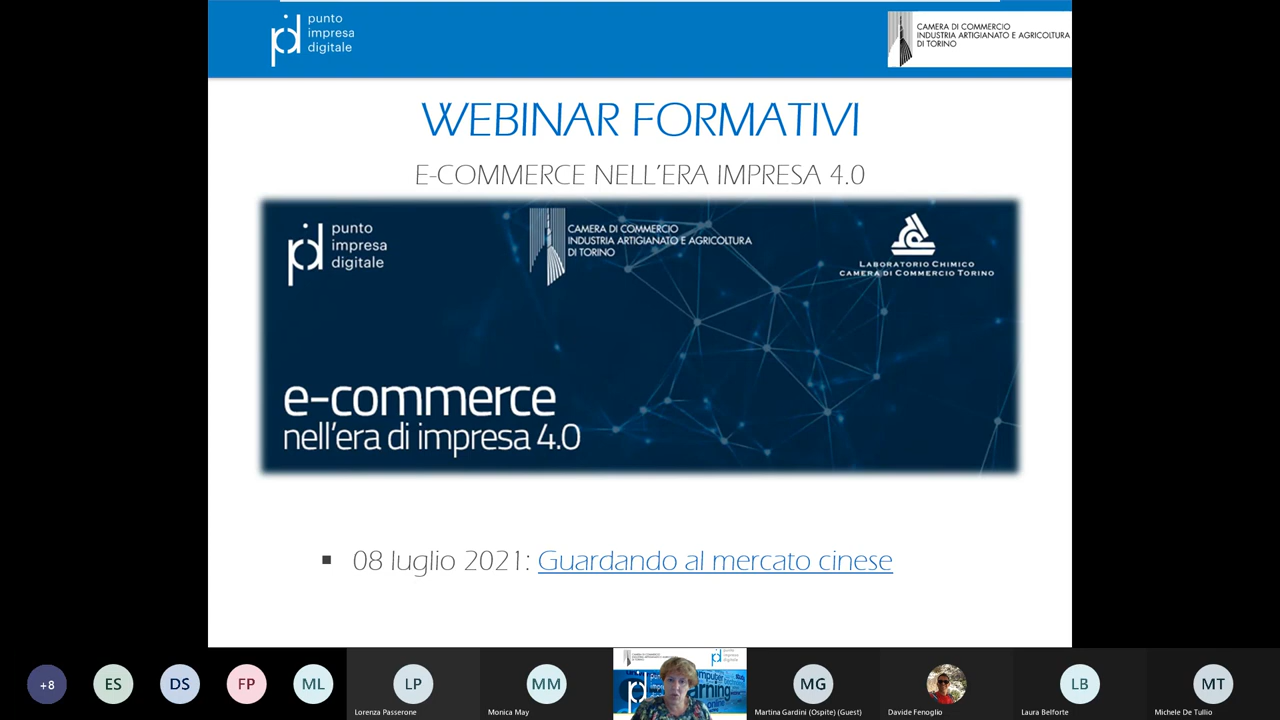 punto
impresa
digitale
CAMERA DI COMMERCIO
INDUSTRIA ARTIGIANATO E AGRICOLTURA
DI TORINO
WEBINAR FORMATIVI
E-COMMERCE NELL'ERA IMPRESA 4.0
punto
impresa
digitale
CAMERA DI COMMERCIO
INDUSTRIA ARTIGIANATO E AGRICOLTURA
DI TORINO
LABORATORIO CHIMICO
CAMERA DI COMMERCIO TORINO
e-commerce
nell'era di impresa 4.0
▪ 08 luglio 2021: Guardando al mercato cinese
+8
ES
DS
FP
ML
LP
Lorenza Passerone
MM
Monica May
punto
impresa
digitale
MG
Martina Gardini (Ospite) (Guest)
Davide Fenoglio
LB
Laura Belforte
MT
Michele De Tullio